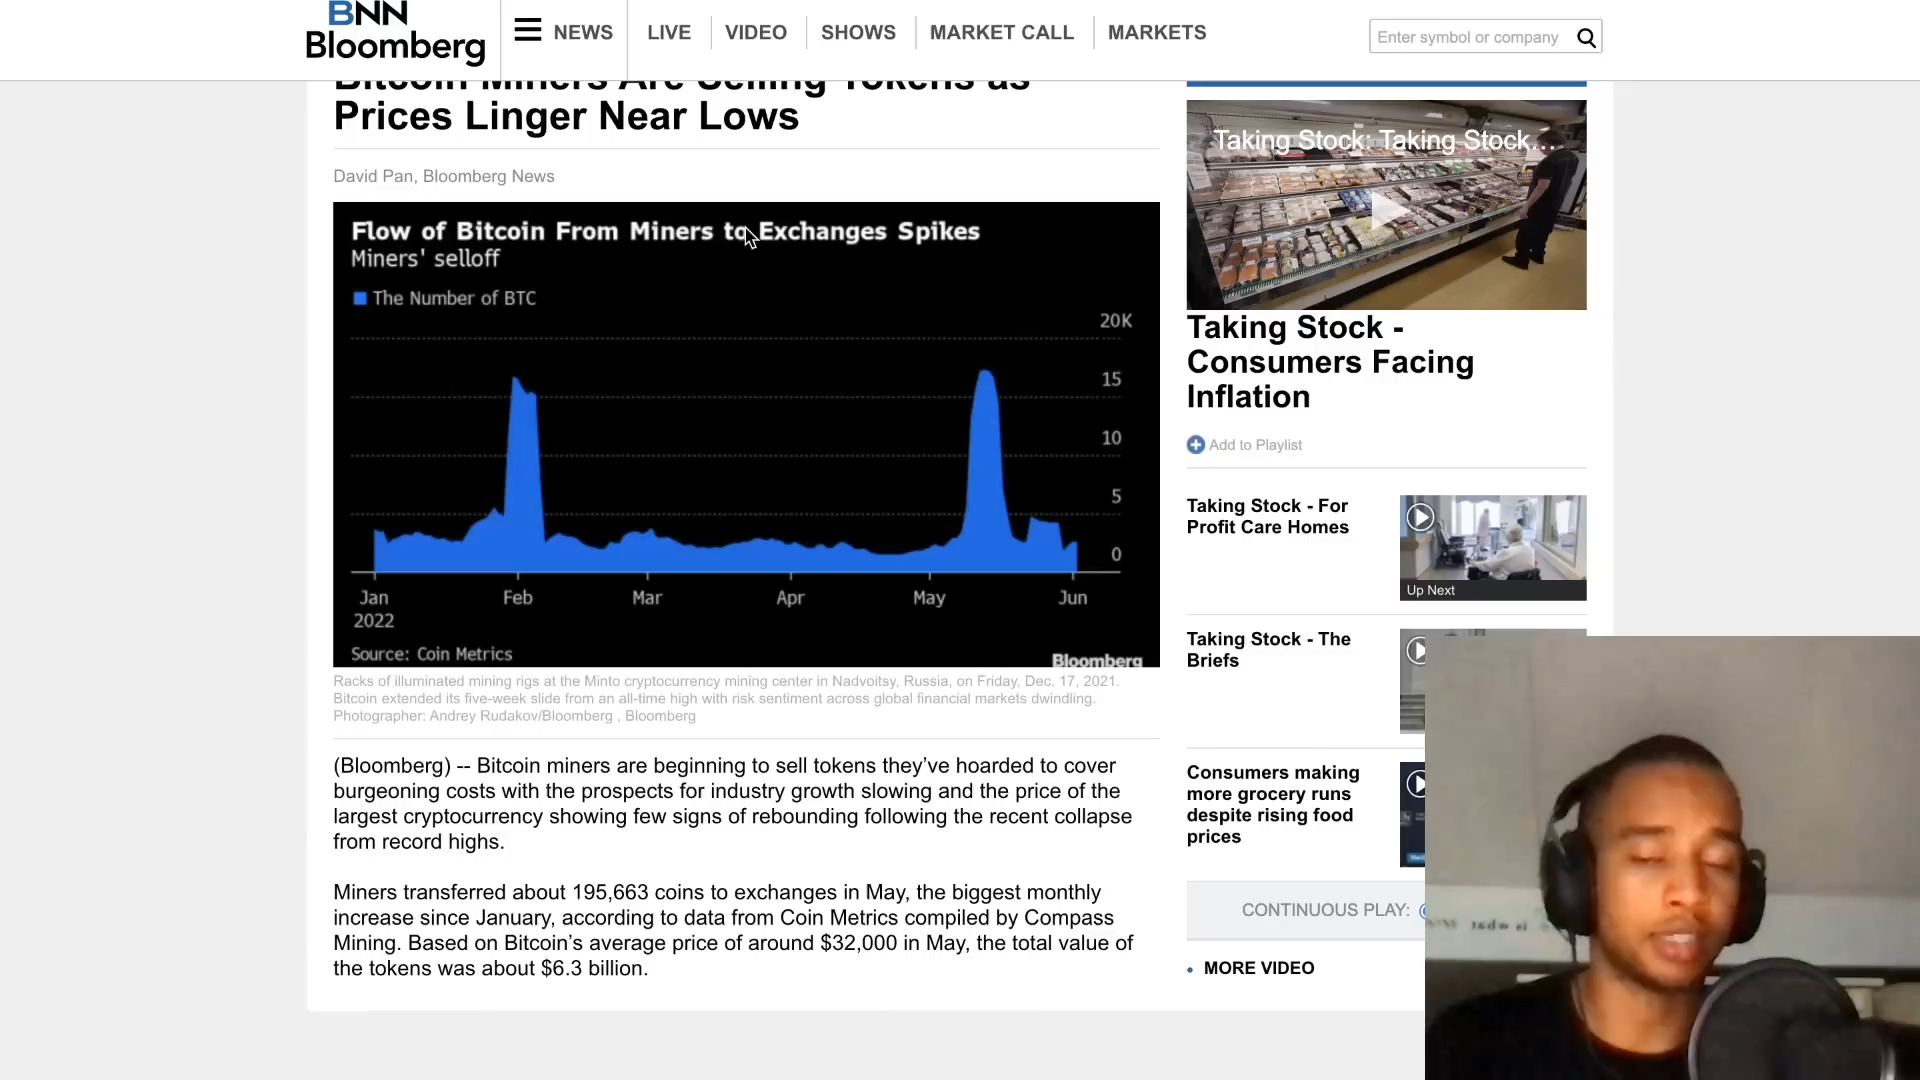 BNN
Bloomberg
NEWS
LIVE
VIDEO
SHOWS
MARKET CALL
MARKETS
Enter symbol or company
Bitcoin Miners Are Selling Tokens as
Prices Linger Near Lows
David Pan, Bloomberg News
Flow of Bitcoin From Miners to Exchanges Spikes
Miners' selloff
The Number of BTC
20K
15
10
5
0
Jan
Feb
Mar
Apr
May
Jun
2022
Source: Coin Metrics
Bloomberg
Racks of illuminated mining rigs at the Minto cryptocurrency mining center in Nadvoitsy, Russia, on Friday, Dec. 17, 2021.
Bitcoin extended its five-week slide from an all-time high with risk sentiment across global financial markets dwindling.
Photographer: Andrey Rudakov/Bloomberg , Bloomberg
(Bloomberg) -- Bitcoin miners are beginning to sell tokens they’ve hoarded to cover
burgeoning costs with the prospects for industry growth slowing and the price of the
largest cryptocurrency showing few signs of rebounding following the recent collapse
from record highs.
Miners transferred about 195,663 coins to exchanges in May, the biggest monthly
increase since January, according to data from Coin Metrics compiled by Compass
Mining. Based on Bitcoin’s average price of around $32,000 in May, the total value of
the tokens was about $6.3 billion.
Taking Stock: Taking Stock...
Taking Stock -
Consumers Facing
Inflation
Add to Playlist
Taking Stock - For
Profit Care Homes
Up Next
Taking Stock - The
Briefs
Consumers making
more grocery runs
despite rising food
prices
CONTINUOUS PLAY:
MORE VIDEO